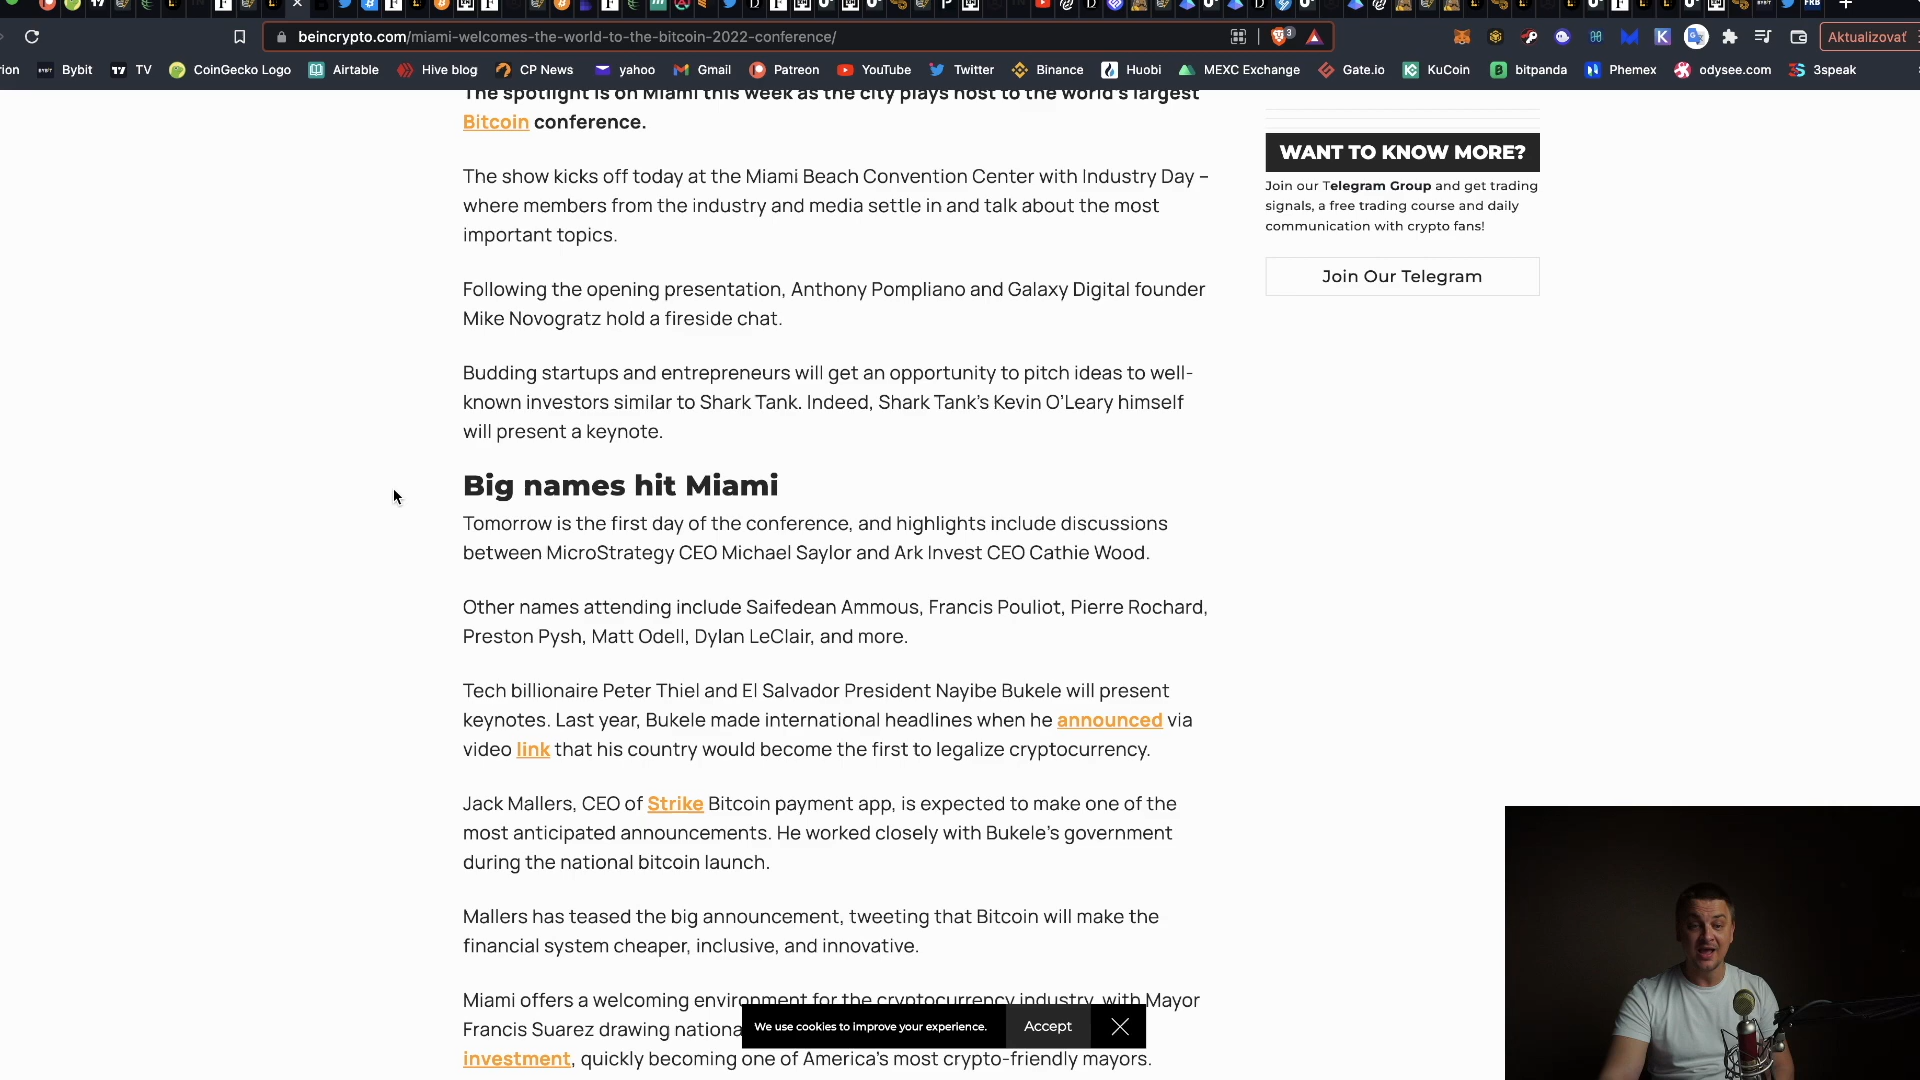 beincrypto.com/miami-welcomes-the-world-to-the-bitcoin-2022-conference/
3
Aktualizovať
Bybit
TV
CoinGecko Logo
Airtable
Hive blog
CP News
yahoo
Gmail
Patreon
YouTube
Twitter
Binance
Huobi
MEXC Exchange
Gate.io
KuCoin
bitpanda
Phemex
odysee.com
3speak
The spotlight is on Miami this week as the city plays host to the world's largest
Bitcoin conference.
The show kicks off today at the Miami Beach Convention Center with Industry Day –
where members from the industry and media settle in and talk about the most
important topics.
Following the opening presentation, Anthony Pompliano and Galaxy Digital founder
Mike Novogratz hold a fireside chat.
Budding startups and entrepreneurs will get an opportunity to pitch ideas to well-
known investors similar to Shark Tank. Indeed, Shark Tank's Kevin O'Leary himself
will present a keynote.
Big names hit Miami
Tomorrow is the first day of the conference, and highlights include discussions
between MicroStrategy CEO Michael Saylor and Ark Invest CEO Cathie Wood.
Other names attending include Saifedean Ammous, Francis Pouliot, Pierre Rochard,
Preston Pysh, Matt Odell, Dylan LeClair, and more.
Tech billionaire Peter Thiel and El Salvador President Nayibe Bukele will present
keynotes. Last year, Bukele made international headlines when he announced via
video link that his country would become the first to legalize cryptocurrency.
Jack Mallers, CEO of Strike Bitcoin payment app, is expected to make one of the
most anticipated announcements. He worked closely with Bukele's government
during the national bitcoin launch.
Mallers has teased the big announcement, tweeting that Bitcoin will make the
financial system cheaper, inclusive, and innovative.
Miami offers a welcoming environment for the cryptocurrency industry, with Mayor
Francis Suarez drawing
investment, quickly becoming one of America's most crypto-friendly mayors.
WANT TO KNOW MORE?
Join our Telegram Group and get trading
signals, a free trading course and daily
communication with crypto fans!
Join Our Telegram
We use cookies to improve your experience.
Accept